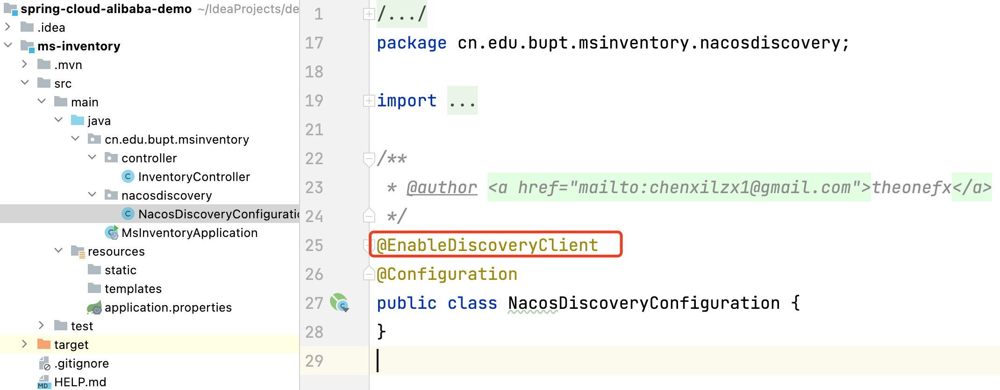 spring-cloud-alibaba-demo ~/IdeaProjects/de
.idea
ms-inventory
.mvn
src
main
java
cn.edu.bupt.msinventory
controller
InventoryController
nacosdiscovery
NacosDiscoveryConfiguratio
MsInventoryApplication
resources
static
templates
application.properties
test
target
.gitignore
HELP.md
1 /.../
17 package cn.edu.bupt.msinventory.nacosdiscovery;
18
19 import ...
21
22 /**
23 * @author <a href="mailto:chenxilzx1@gmail.com">theonefx</a>
24 */
25 @EnableDiscoveryClient
26 @Configuration
27 public class NacosDiscoveryConfiguration {
28 }
29